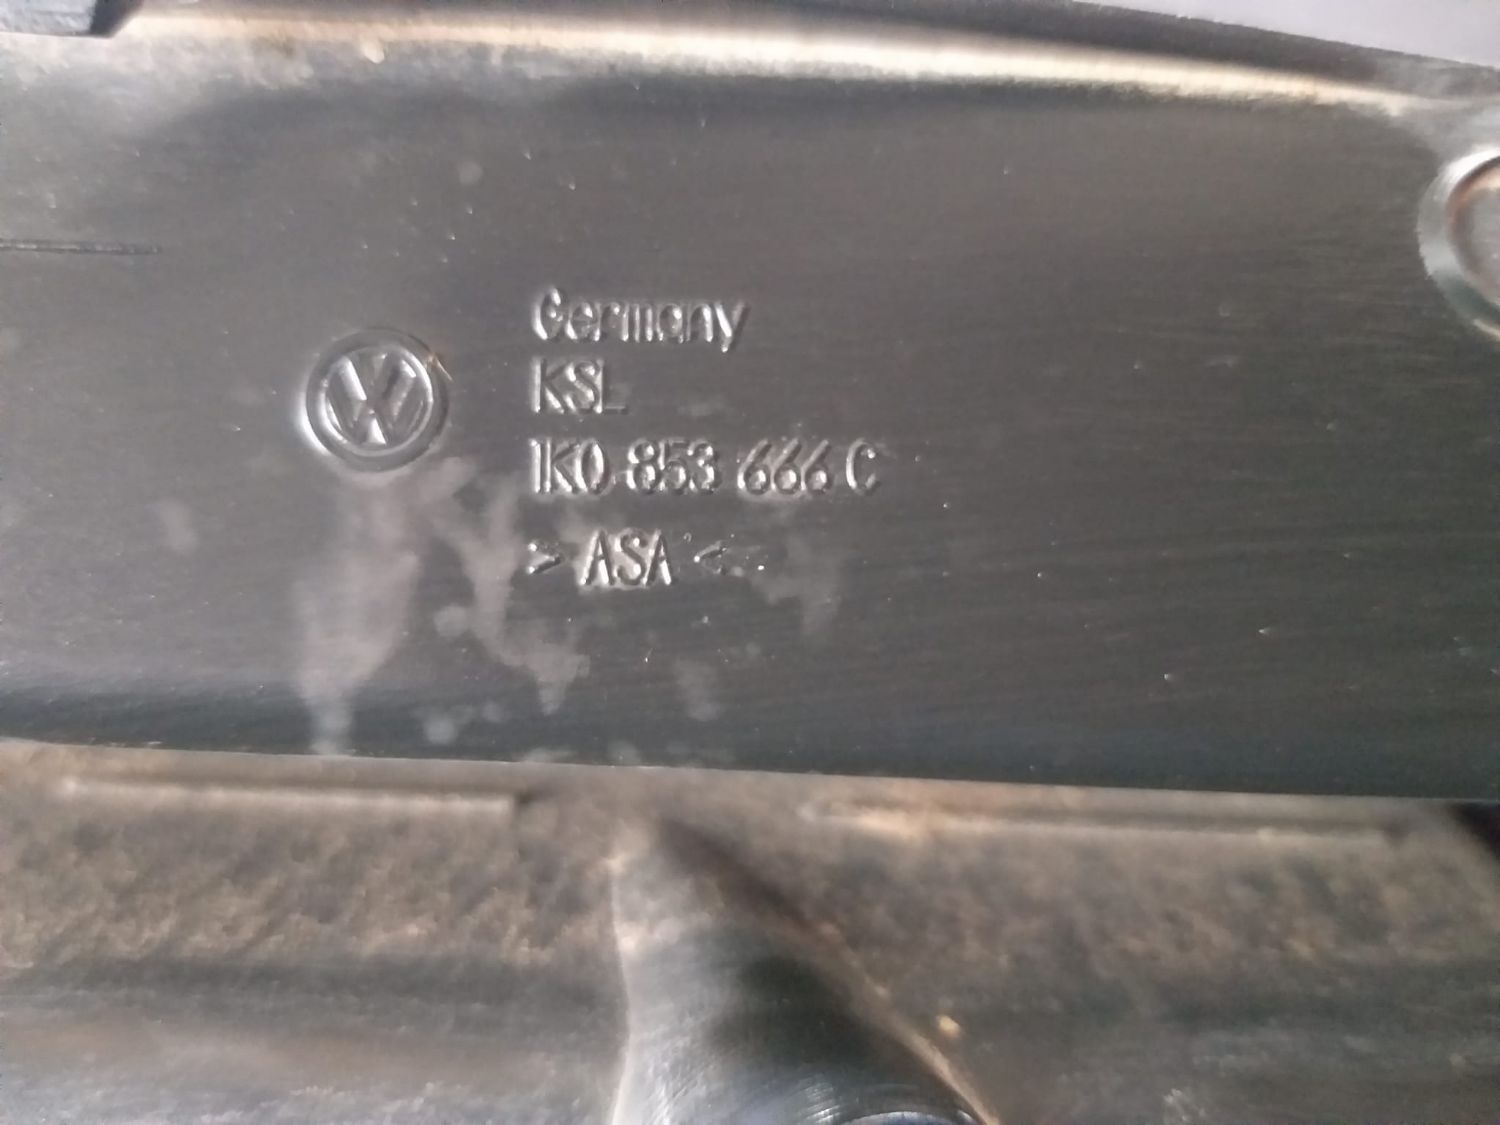 Germany
KSL
1K0 853 666 C
> ASA <